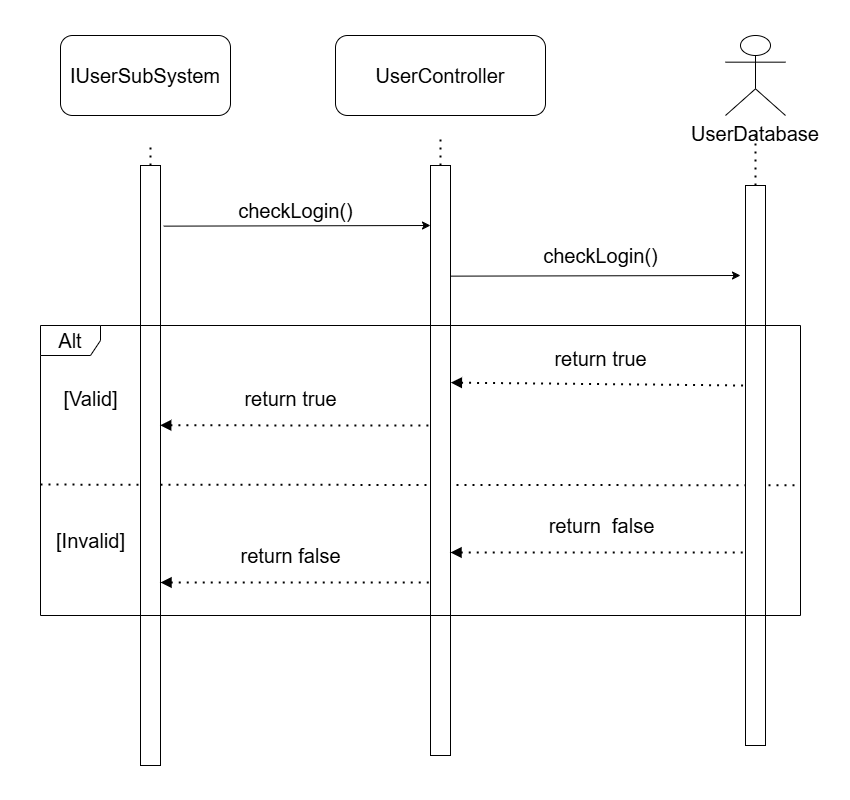 IUserSubSystem
UserController
UserDatabase
checkLogin()
checkLogin()
Alt
return true
[Valid]
return true
return  false
[Invalid]
return false